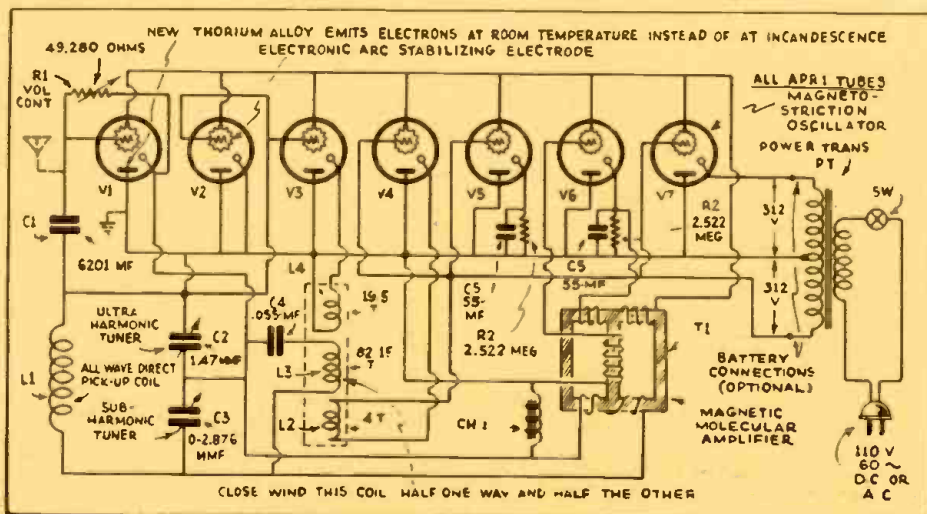 NEW THORIUM ALLOY EMITS ELECTRONS AT ROOM TEMPERATURE INSTEAD OF AT INCANDESCENCE
ELECTRONIC ARC STABILIZING ELECTRODE
49,280 OHMS
R1
VOL
CONT
ALL APR 1 TUBES
MAGNETO-
STRICTION
OSCILLATOR
POWER TRANS
PT
SW
V1
V2
V3
V4
V5
V6
V7
R2
2.522
MEG
312
V
312
V
C1
6201 MF
L4
19.5
T
C4
.055-MF
C5
55-
MF
C5
55-MF
R2
2.522 MEG
T1
ULTRA
HARMONIC
TUNER
C2
1.47MMF
L1
ALL WAVE DIRECT
PICK-UP COIL
L3
82.15
T
SUB-
HARMONIC
TUNER
C3
0-2.876
MMF
L2
4 T
CH 1
BATTERY
CONNECTIONS
(OPTIONAL)
MAGNETIC
MOLECULAR
AMPLIFIER
110 V
60 ~
DC OR
AC
CLOSE WIND THIS COIL HALF ONE WAY AND HALF THE OTHER